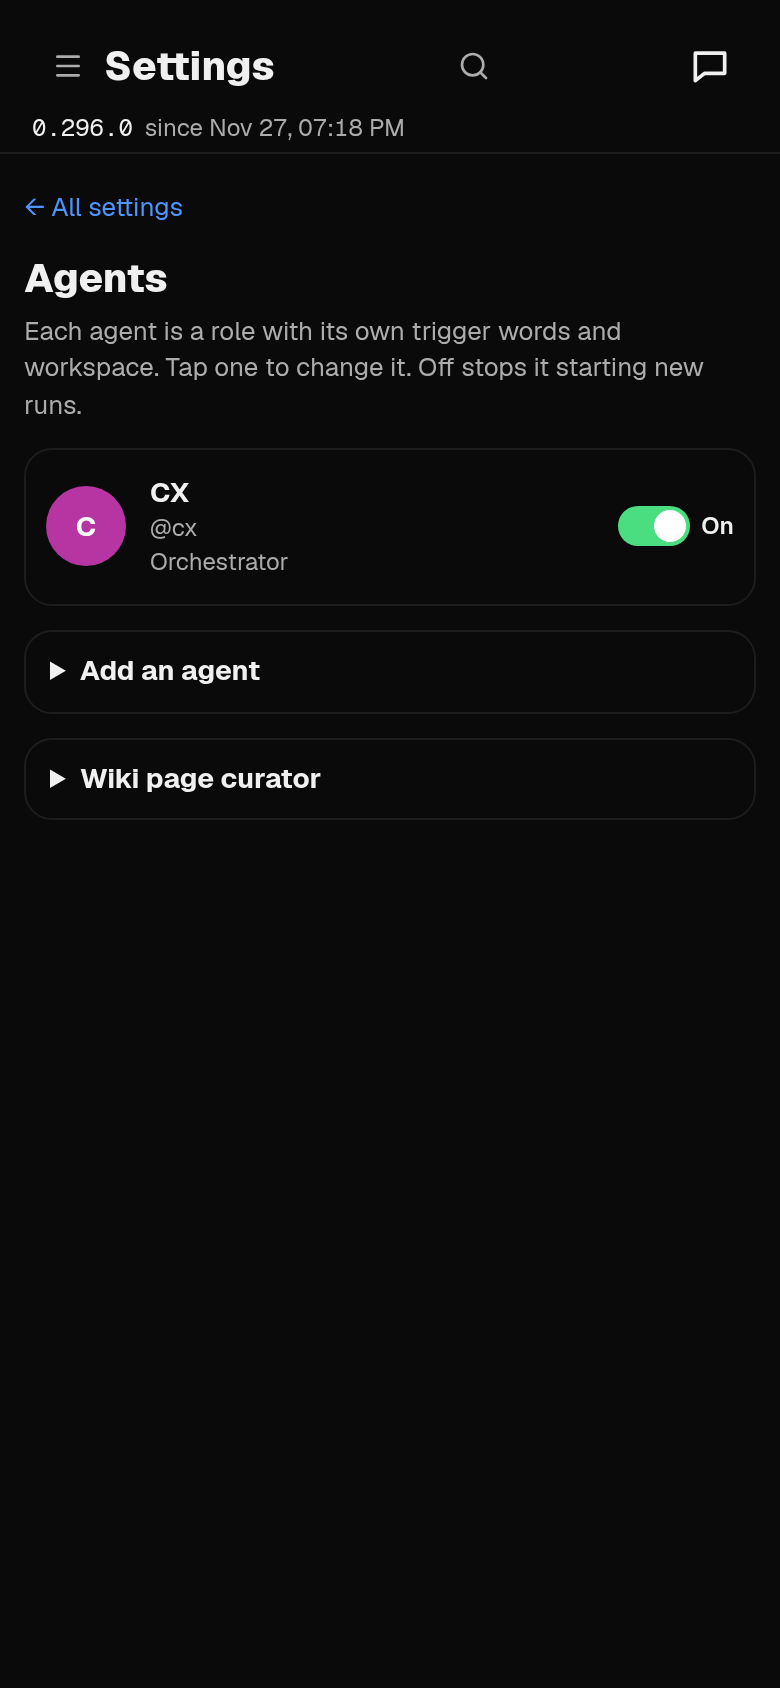 Settings
0.296.0 since Nov 27, 07:18 PM
← All settings
Agents
Each agent is a role with its own trigger words and
workspace. Tap one to change it. Off stops it starting new
runs.
C
CX
@cx
Orchestrator
On
▶ Add an agent
▶ Wiki page curator